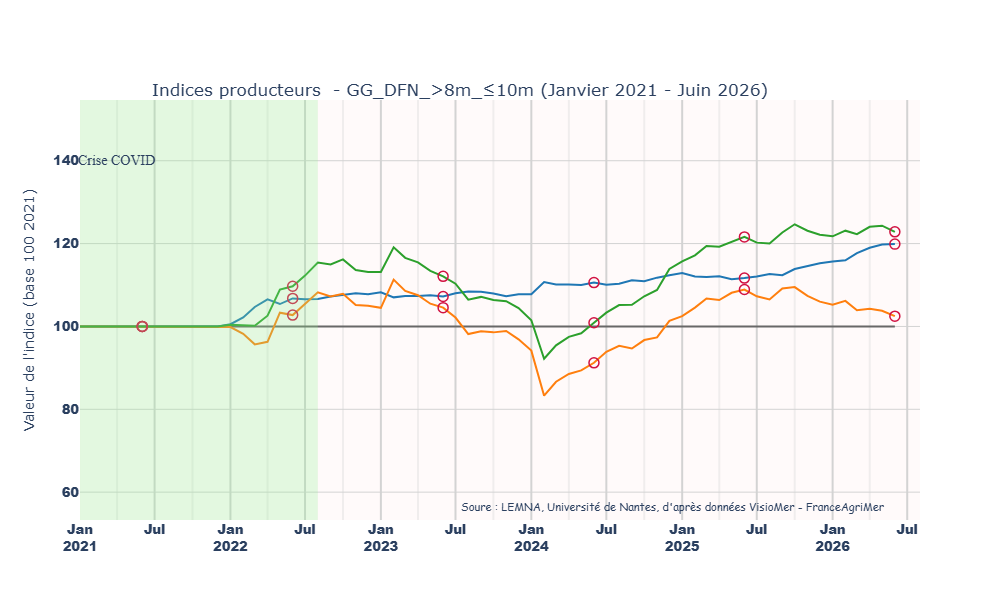 Indices producteurs - GG_DFN_>8m_≤10m (Janvier 2021 - Juin 2026)
Valeur de l'indice (base 100 2021)
140
Crise COVID
120
100
80
60
Soure : LEMNA, Université de Nantes, d'après données VisioMer - FranceAgriMer
Jan Jul Jan Jul Jan Jul Jan Jul Jan Jul Jan Jul
2021 2022 2023 2024 2025 2026